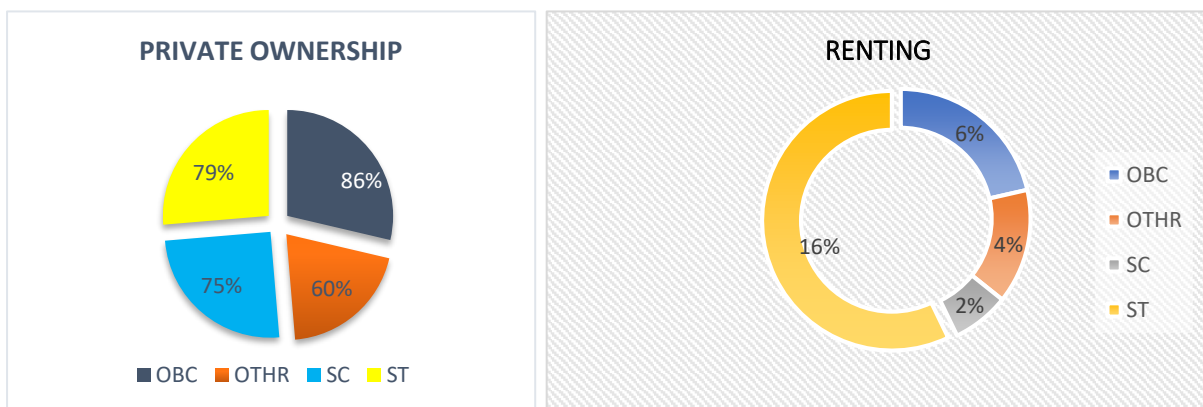 PRIVATE OWNERSHIP
79%
86%
75%
60%
OBC OTHR SC ST
RENTING
6%
4%
2%
16%
OBC
OTHR
SC
ST